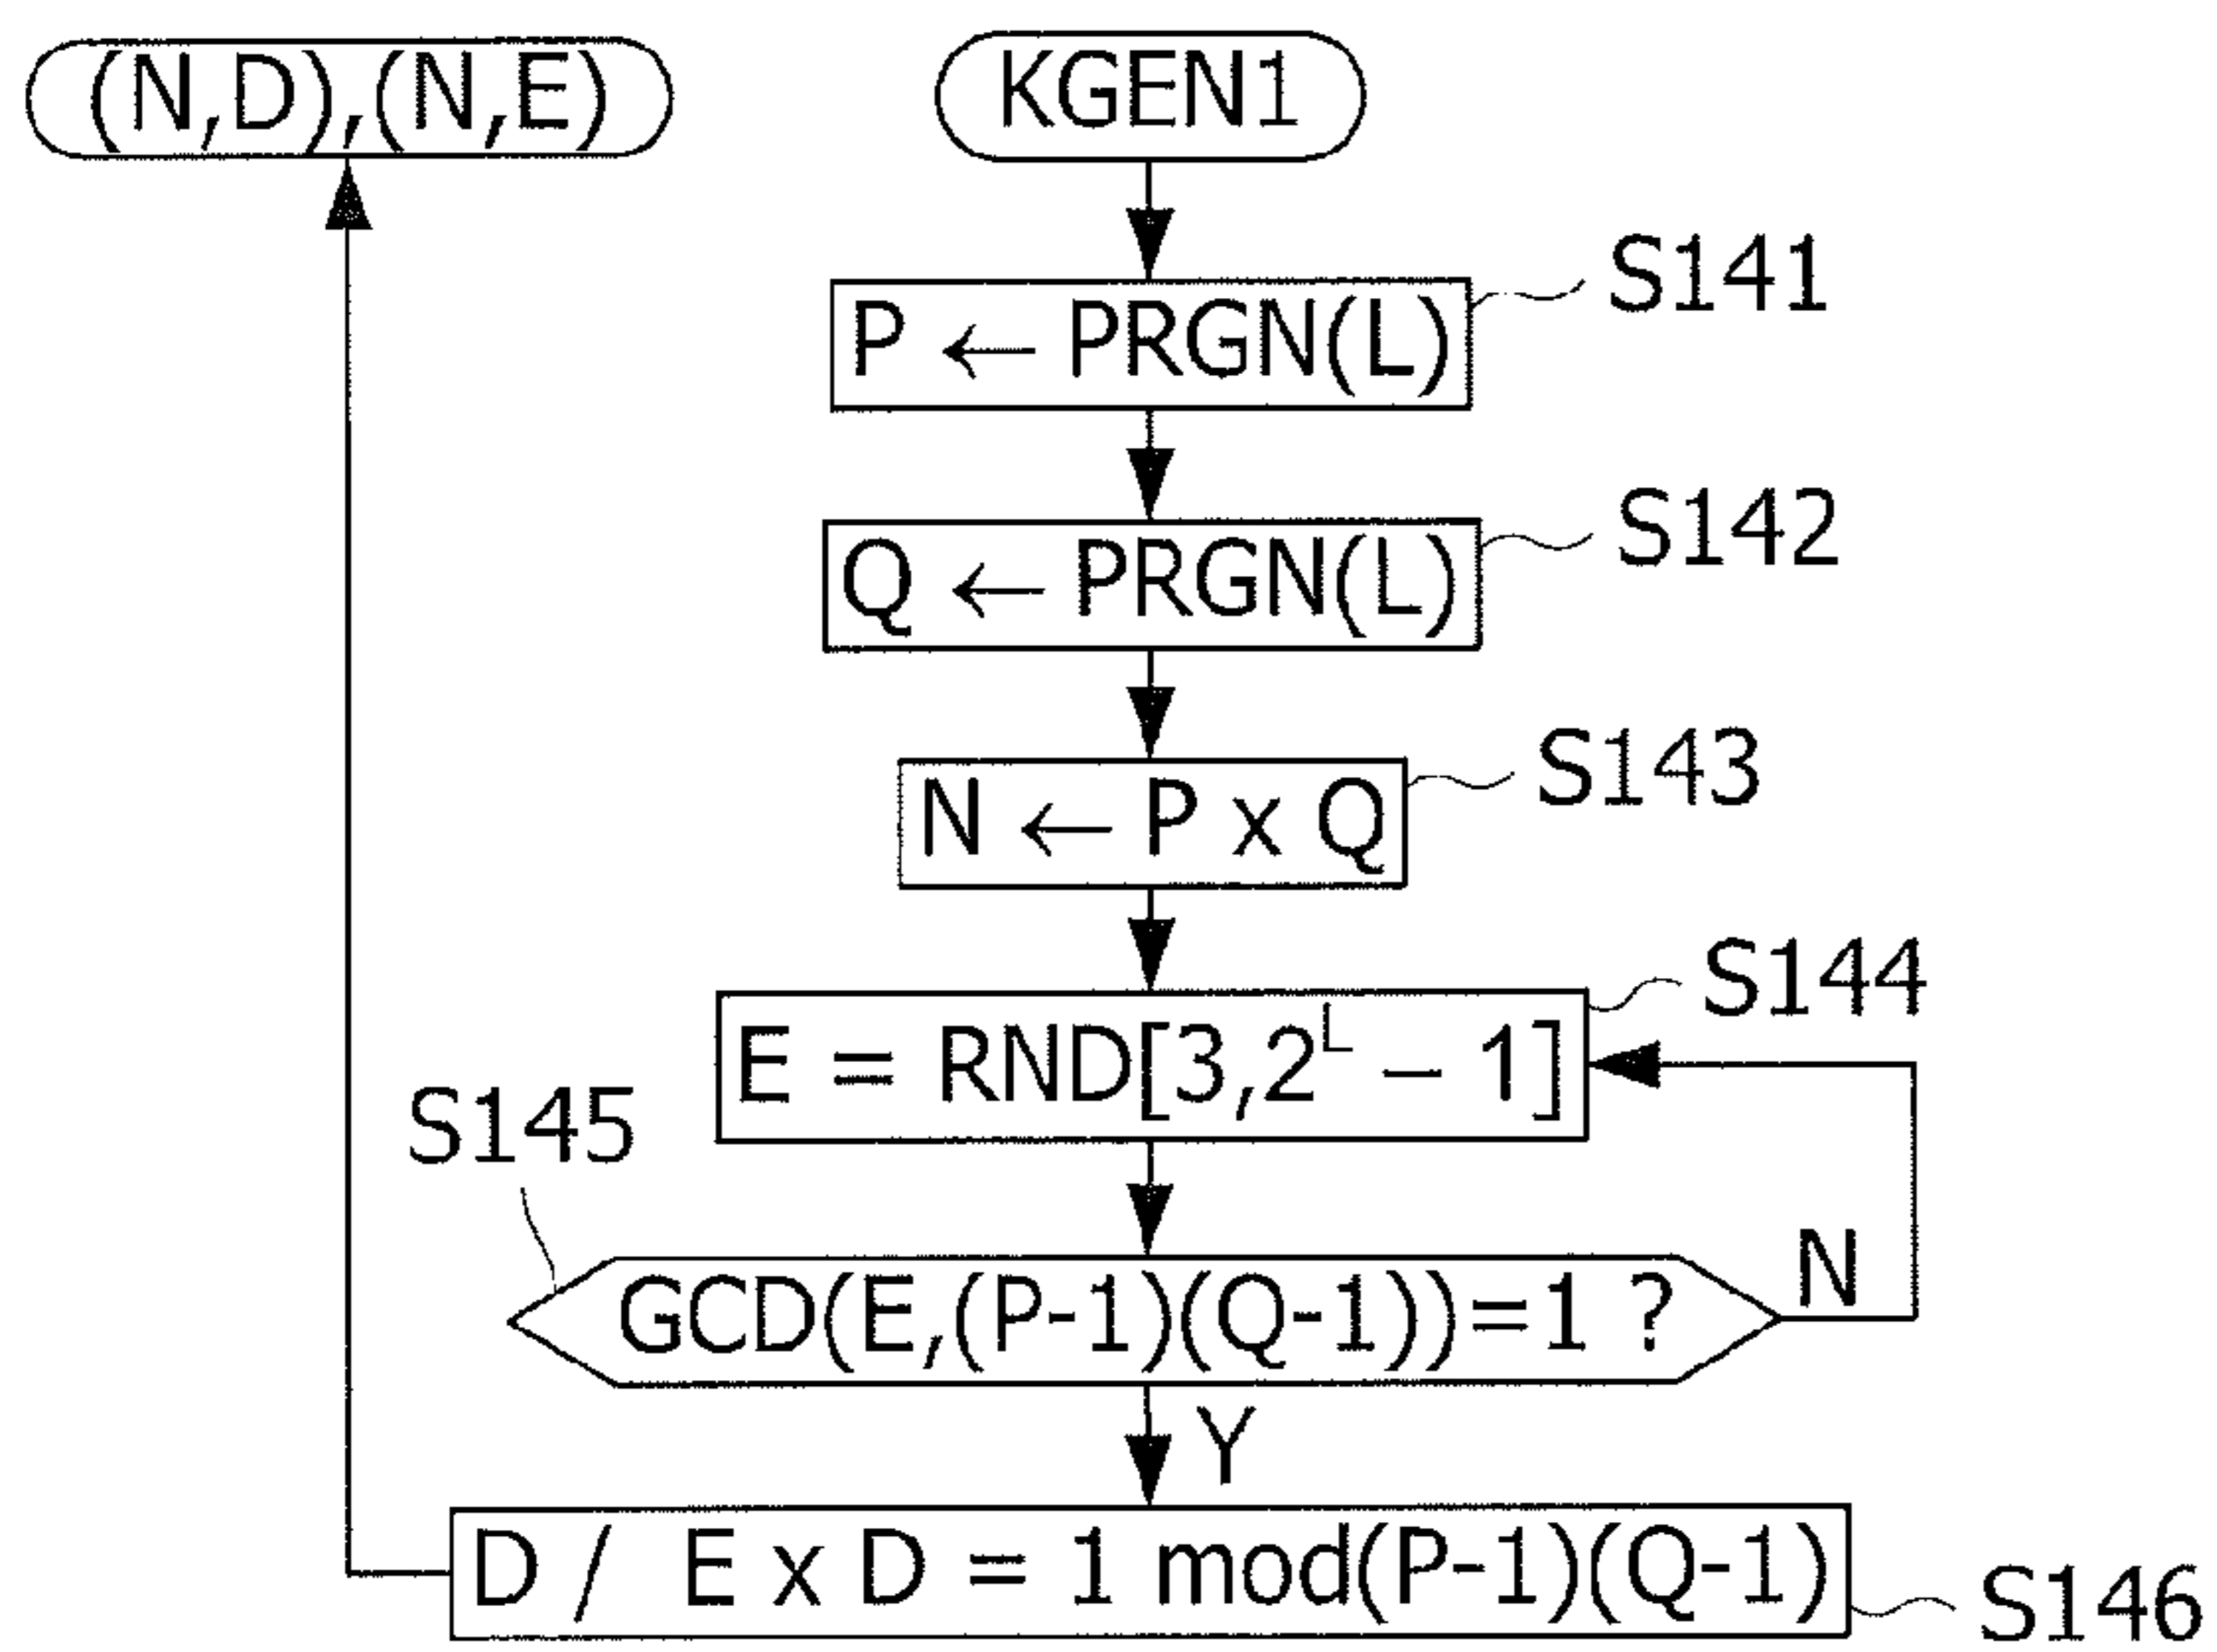 (N,D),(N,E)
KGEN1
S141
P ← PRGN(L)
S142
Q ← PRGN(L)
S143
N ← P x Q
S144
E = RND[3,2^L – 1]
S145
GCD(E,(P-1)(Q-1))=1 ?
N
Y
D / E x D = 1 mod(P-1)(Q-1)
S146